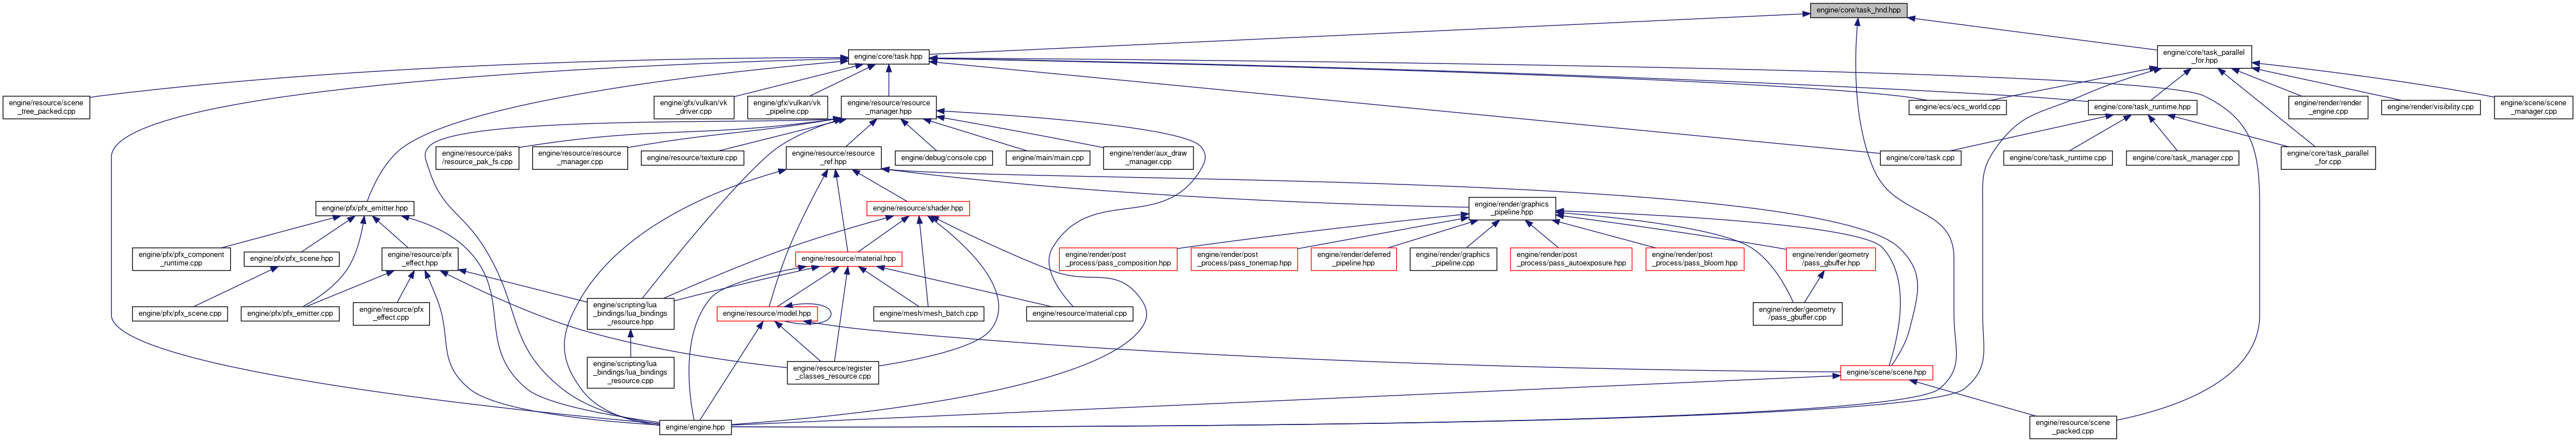 engine/core/task_hnd.hpp
engine/core/task.hpp
engine/core/task_parallel
_for.hpp
engine/resource/scene
_tree_packed.cpp
engine/gfx/vulkan/vk
_driver.cpp
engine/gfx/vulkan/vk
_pipeline.cpp
engine/resource/resource
_manager.hpp
engine/ecs/ecs_world.cpp
engine/core/task_runtime.hpp
engine/render/render
_engine.cpp
engine/render/visibility.cpp
engine/scene/scene
_manager.cpp
engine/resource/paks
/resource_pak_fs.cpp
engine/resource/resource
_manager.cpp
engine/resource/texture.cpp
engine/resource/resource
_ref.hpp
engine/debug/console.cpp
engine/main/main.cpp
engine/render/aux_draw
_manager.cpp
engine/core/task.cpp
engine/core/task_runtime.cpp
engine/core/task_manager.cpp
engine/core/task_parallel
_for.cpp
engine/pfx/pfx_emitter.hpp
engine/resource/shader.hpp
engine/render/graphics
_pipeline.hpp
engine/pfx/pfx_component
_runtime.cpp
engine/pfx/pfx_scene.hpp
engine/resource/pfx
_effect.hpp
engine/resource/material.hpp
engine/render/post
_process/pass_composition.hpp
engine/render/post
_process/pass_tonemap.hpp
engine/render/deferred
_pipeline.hpp
engine/render/graphics
_pipeline.cpp
engine/render/post
_process/pass_autoexposure.hpp
engine/render/post
_process/pass_bloom.hpp
engine/render/geometry
/pass_gbuffer.hpp
engine/pfx/pfx_scene.cpp
engine/pfx/pfx_emitter.cpp
engine/resource/pfx
_effect.cpp
engine/scripting/lua
_bindings/lua_bindings
_resource.hpp
engine/resource/model.hpp
engine/mesh/mesh_batch.cpp
engine/resource/material.cpp
engine/render/geometry
/pass_gbuffer.cpp
engine/scripting/lua
_bindings/lua_bindings
_resource.cpp
engine/resource/register
_classes_resource.cpp
engine/scene/scene.hpp
engine/engine.hpp
engine/resource/scene
_packed.cpp